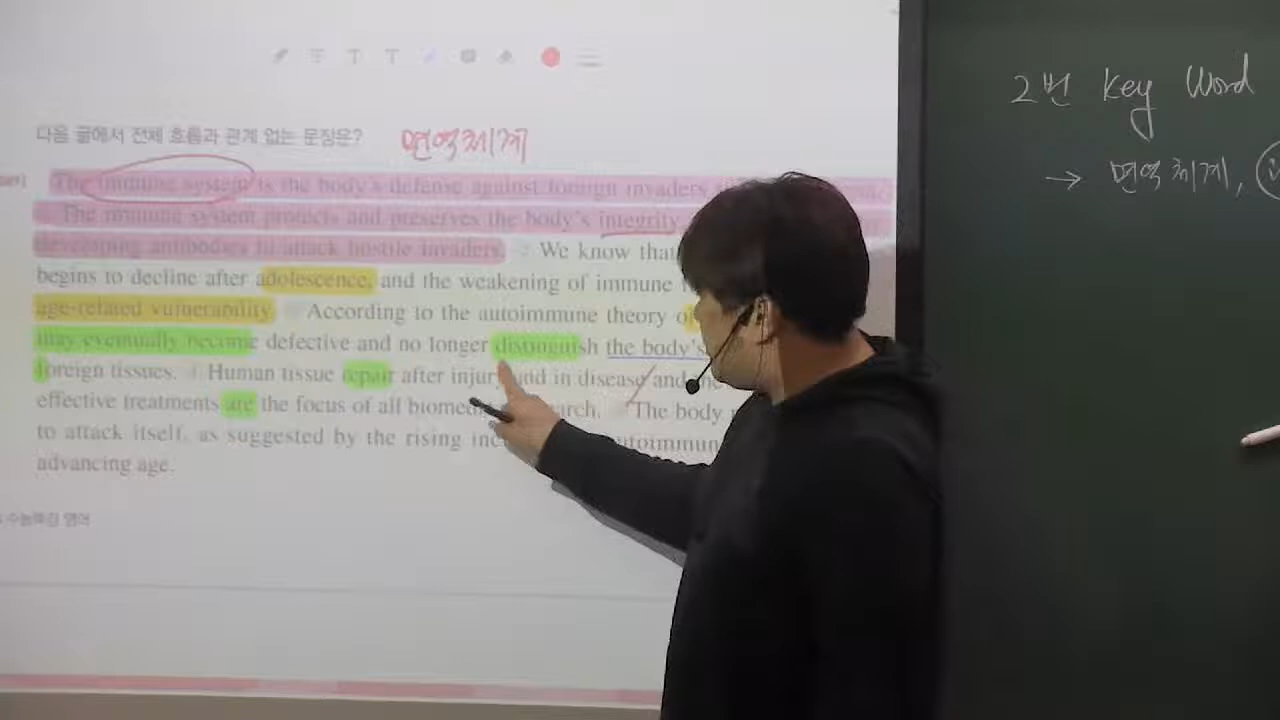 다음 글에서 전체 흐름과 관계 없는 문장은?
면역체계
The immune system is the body's defense against foreign invaders
The immune system protects and preserves the body's integrity
developing antibodies to attack hostile invaders. We know that
begins to decline after adolescence, and the weakening of immune
age-related vulnerability. According to the autoimmune theory of
may eventually become defective and no longer distinguish the body's
foreign tissues. Human tissue repair after injury and in disease and
effective treatments are the focus of all The body
to attack itself, as suggested by the rising
advancing age.
수능특강 영어
2번 Key Word
→ 면역체계,